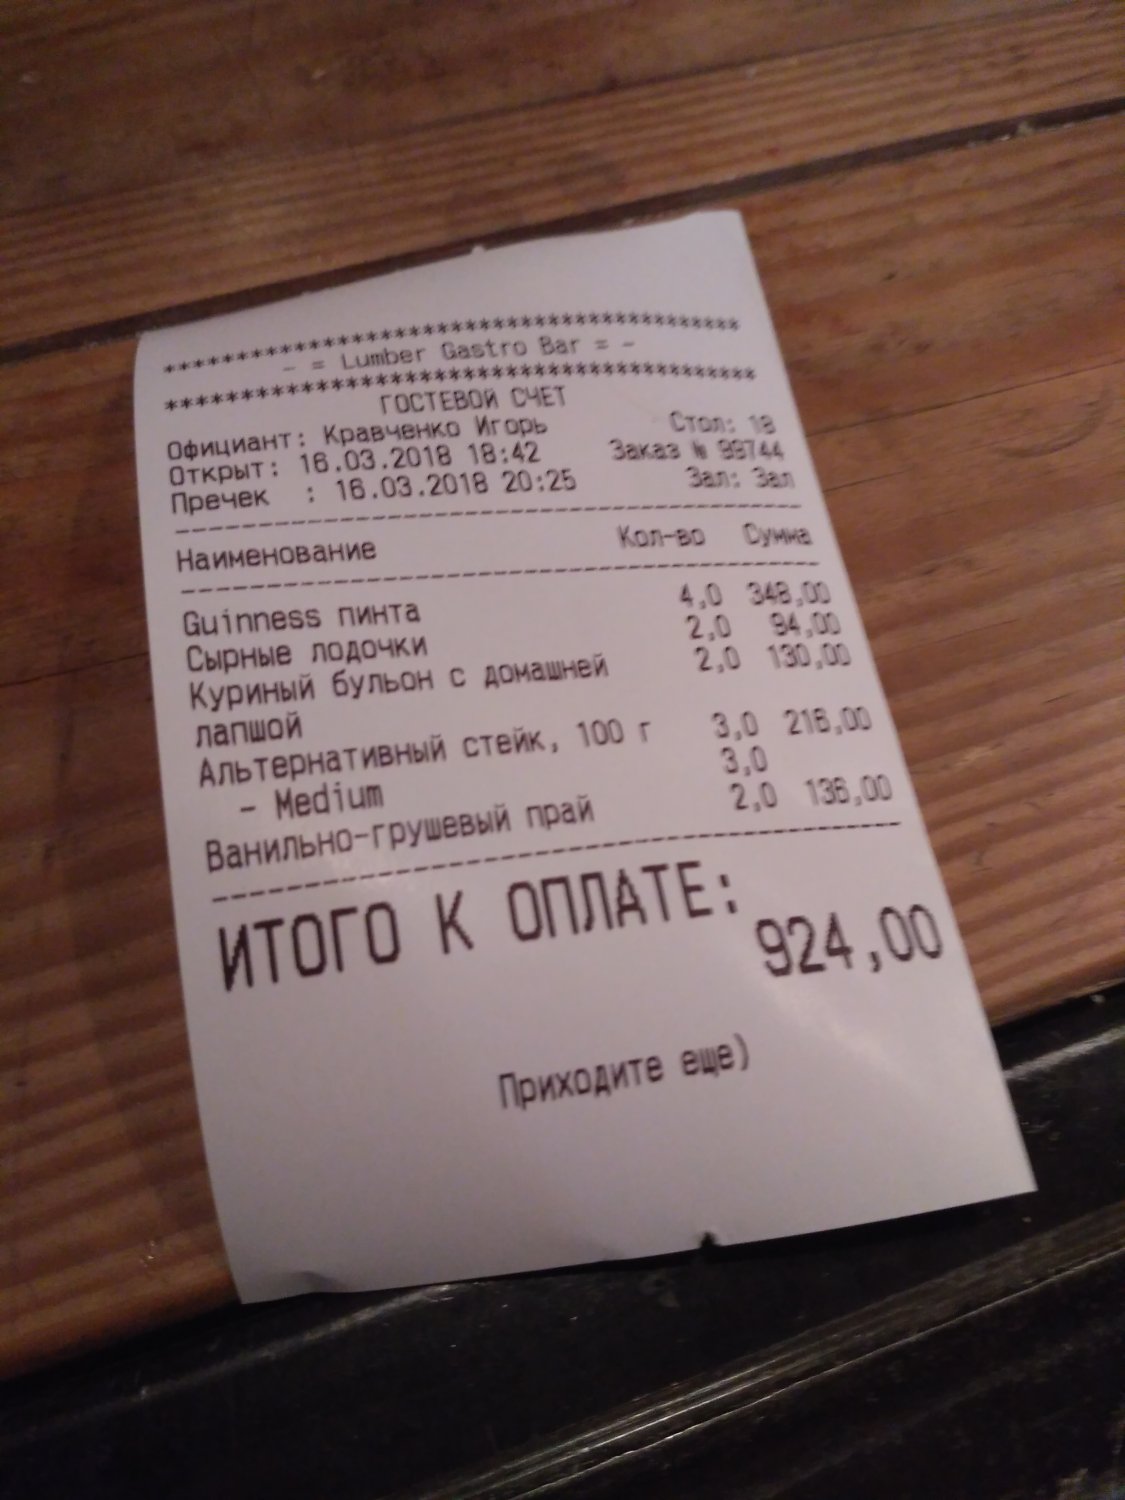 ******************************************
- = Lumber Gastro Bar = -
******************************************
ГОСТЕВОЙ СЧЕТ
Официант: Кравченко Игорь Стол: 18
Открыт: 16.03.2018 18:42 Заказ № 99744
Пречек : 16.03.2018 20:25 Зал: Зал
Наименование Кол-во Сумма
Guinness пинта 4,0 348,00
Сырные лодочки 2,0 94,00
Куриный бульон с домашней 2,0 130,00
лапшой
Альтернативный стейк, 100 г 3,0 216,00
- Medium 3,0
Ванильно-грушевый прай 2,0 136,00
ИТОГО К ОПЛАТЕ:
924,00
Приходите еще)